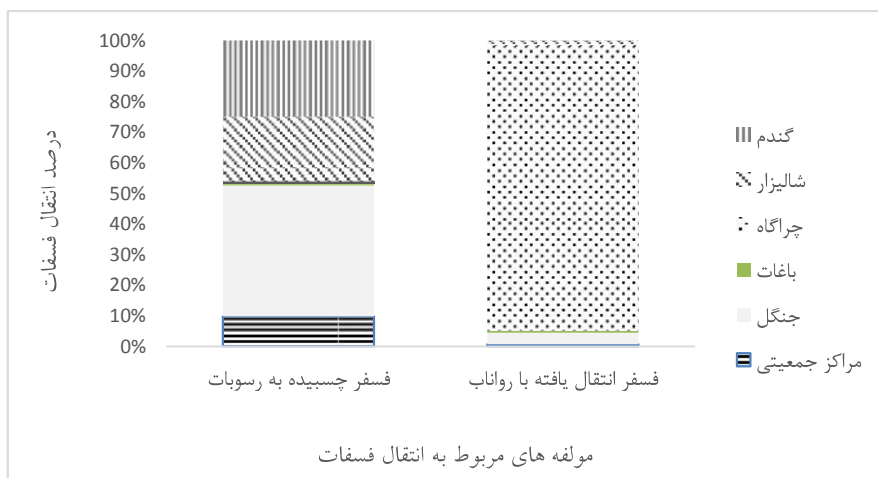 100%
90%
80%
70%
60%
50%
40%
30%
20%
10%
0%
درصد انتقال فسفات
فسفر چسبیده به رسوبات
فسفر انتقال یافته با رواناب
مولفه های مربوط به انتقال فسفات
گندم
شالیزار
چراگاه
باغات
جنگل
مراکز جمعیتی